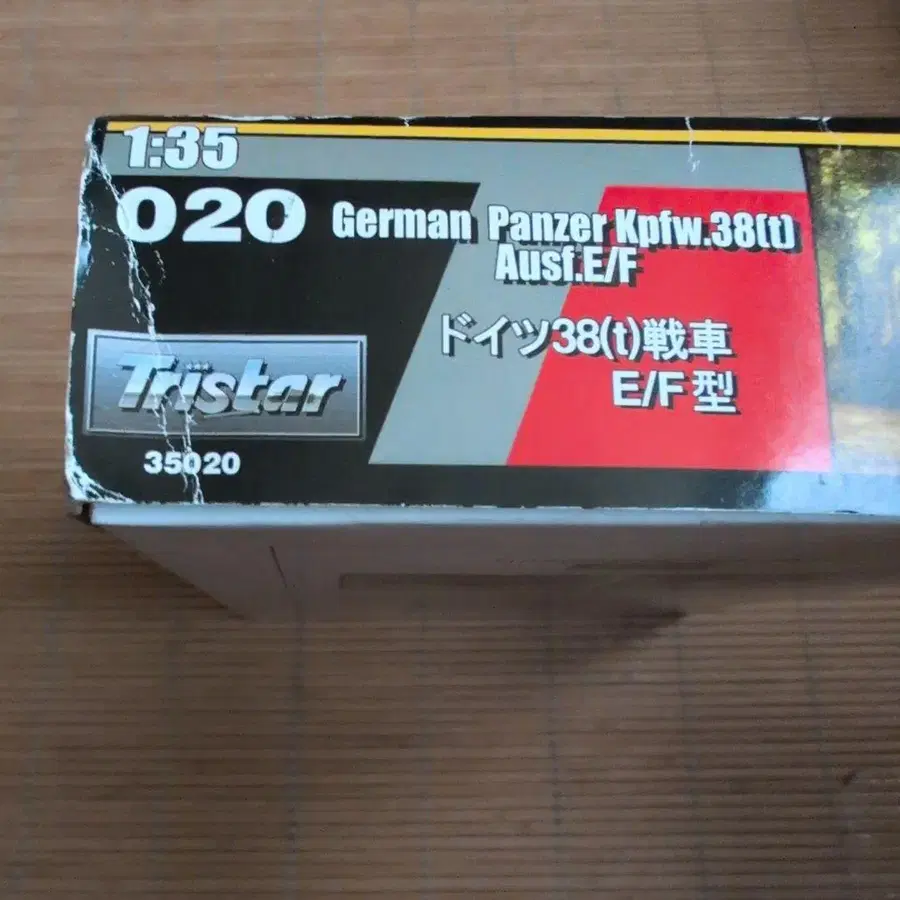 1:35
020 German Panzer Kpfw.38(t)
Ausf.E/F
ドイツ38(t)戦車
E/F型
Tristar
35020